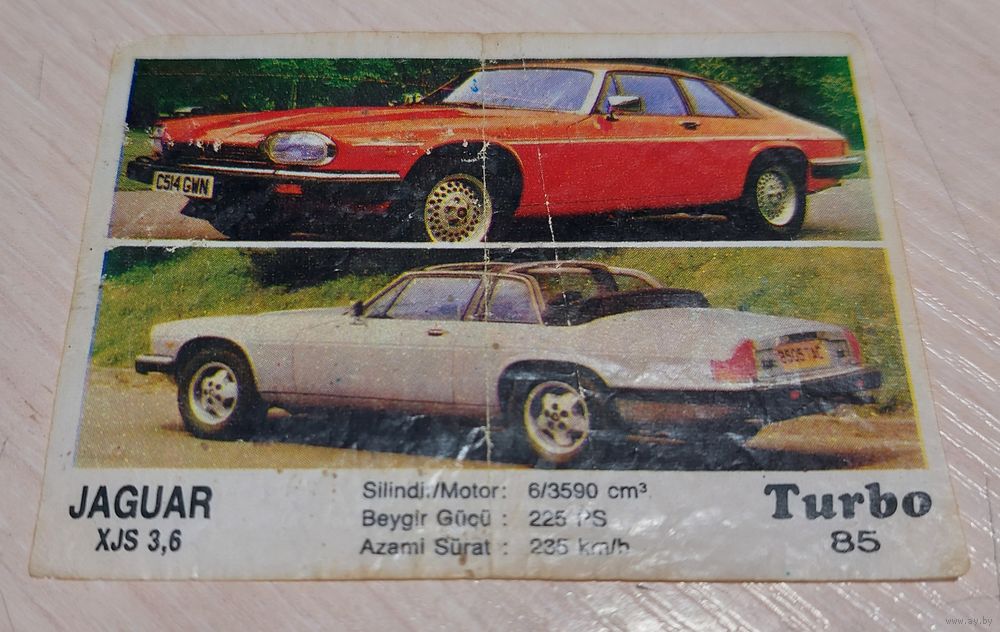 C514 GWN
JAGUAR
XJS 3,6
Silindir/Motor: 6/3590 cm³
Beygir Gücü : 225 PS
Azami Sürat : 235 km/h
Turbo
85
www.ay.by